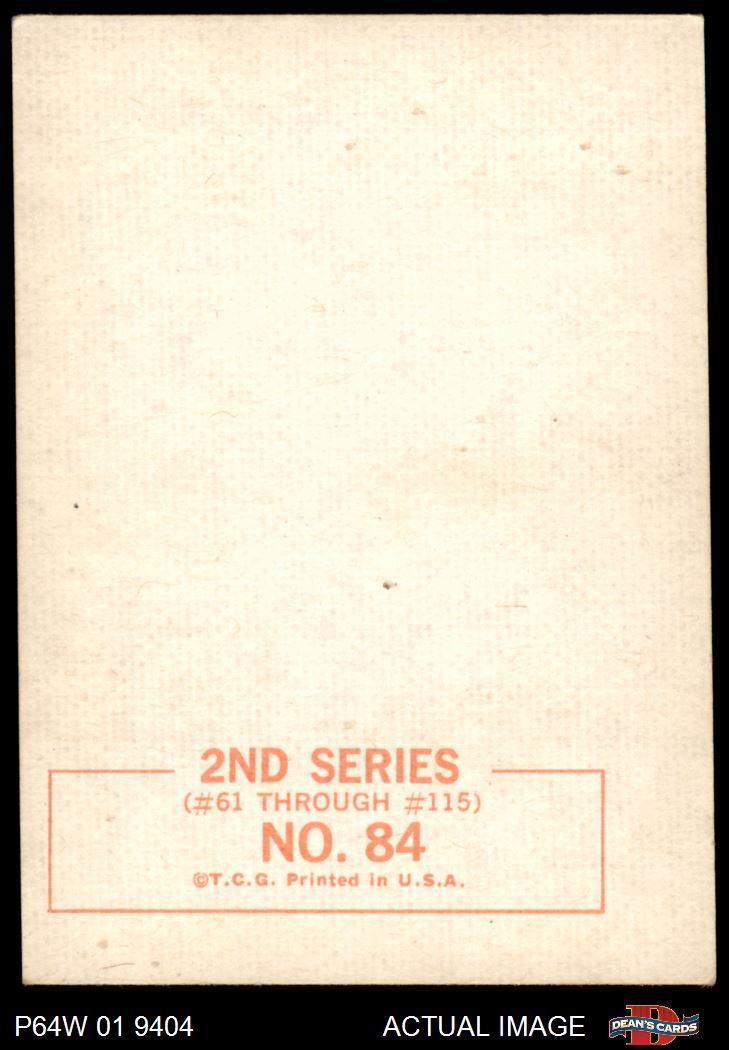 2ND SERIES
(#61 THROUGH #115)
NO. 84
©T.C.G. Printed in U.S.A.
P64W 01 9404
ACTUAL IMAGE
DEAN'S CARDS